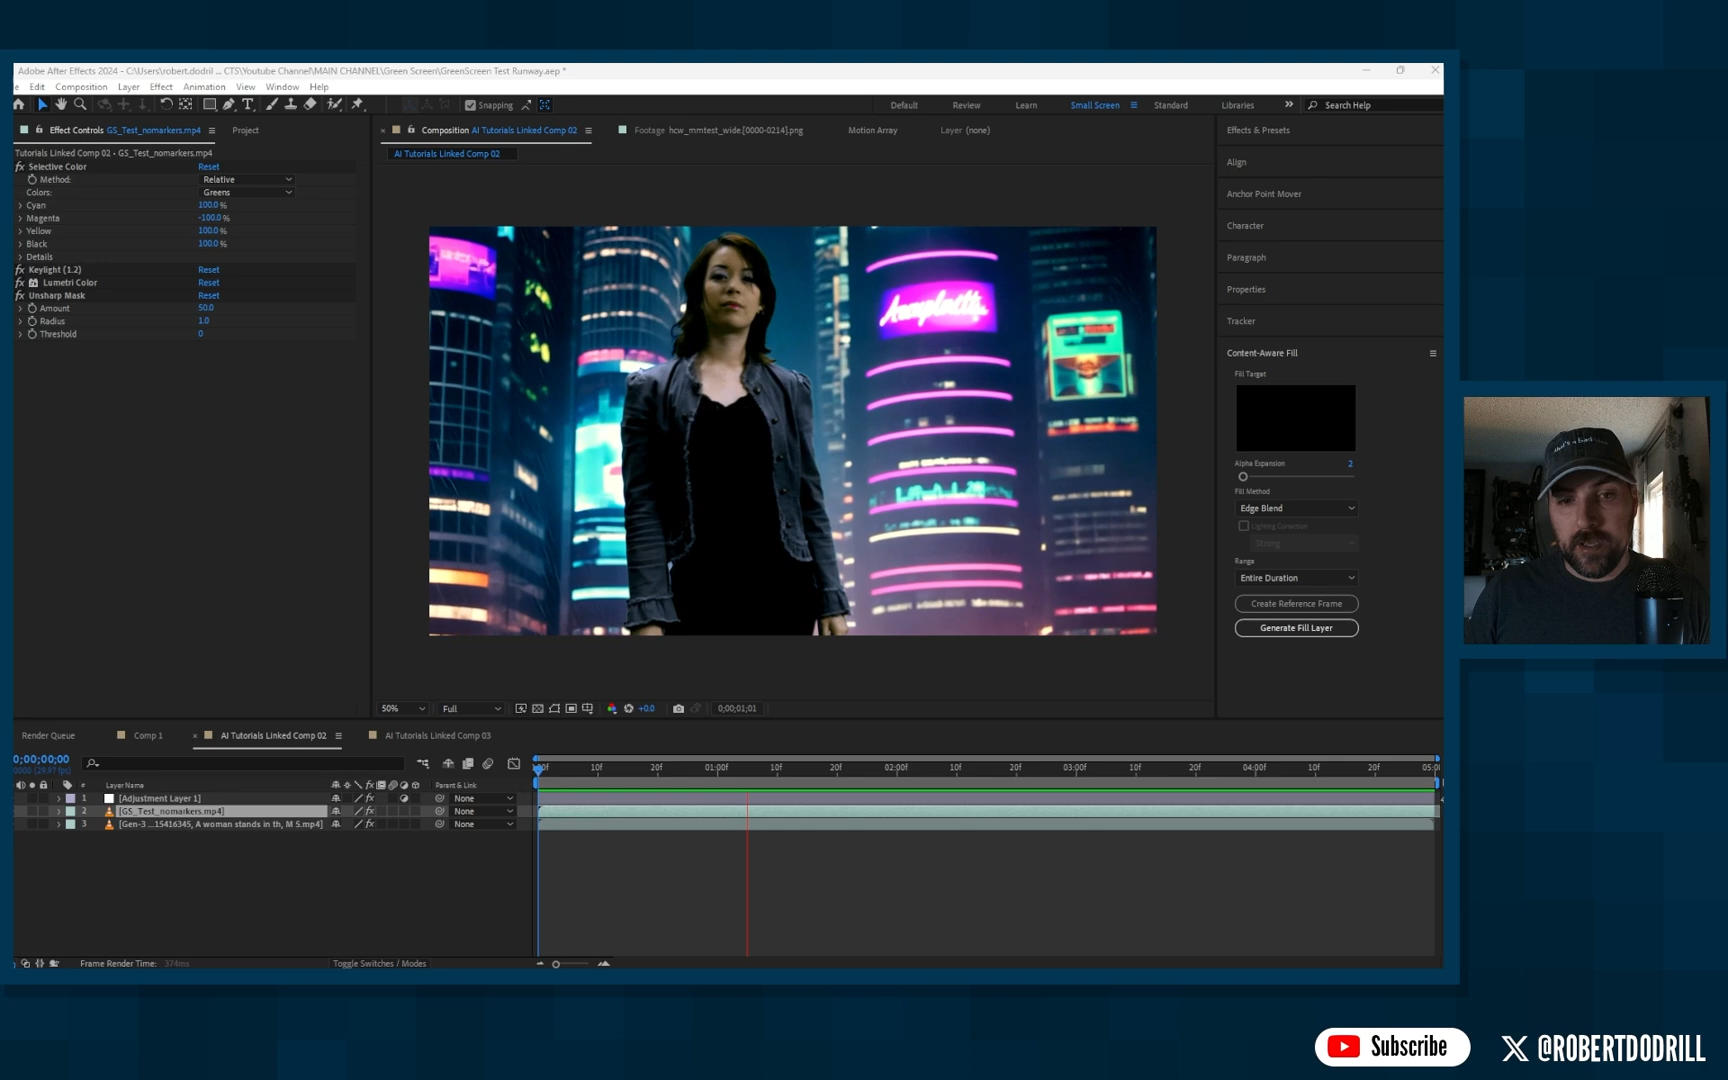 Adobe After Effects 2024 - C:\Users\robert.dodril ... CTS\Youtube Channel\MAIN CHANNEL\Green Screen\GreenScreen Test Runway.aep *
e Edit Composition Layer Effect Animation View Window Help
Snapping Default Review Learn Small Screen Standard Libraries Search Help
Effect Controls GS_Test_nomarkers.mp4 Project
Tutorials Linked Comp 02 • GS_Test_nomarkers.mp4
fx Selective Color Reset
Method: Relative
Colors: Greens
Cyan 100.0 %
Magenta -100.0 %
Yellow 100.0 %
Black 100.0 %
Details
fx Keylight (1.2) Reset
fx Lumetri Color Reset
fx Unsharp Mask Reset
Amount 50.0
Radius 1.0
Threshold 0
Composition AI Tutorials Linked Comp 02 Footage hcw_mmtest_wide.[0000-0214].png Motion Array Layer (none)
AI Tutorials Linked Comp 02
50% Full +0.0 0;00;01;01
Effects & Presets
Align
Anchor Point Mover
Character
Paragraph
Properties
Tracker
Content-Aware Fill
Fill Target
Alpha Expansion 2
Fill Method
Edge Blend
Lighting Correction
Strong
Range
Entire Duration
Create Reference Frame
Generate Fill Layer
Render Queue Comp 1 AI Tutorials Linked Comp 02 AI Tutorials Linked Comp 03
0;00;00;00
0000 (29.97 fps)
10f 20f 01:00f 10f 20f 02:00f 10f 20f 03:00f 10f 20f 04:00f 10f 20f 05:0
# Layer Name Parent & Link
1 [Adjustment Layer 1] fx None
2 [GS_Test_nomarkers.mp4] fx None
3 [Gen-3 ...15416345, A woman stands in th, M 5.mp4] fx None
Frame Render Time: 374ms Toggle Switches / Modes
Subscribe @ROBERTDODRILL